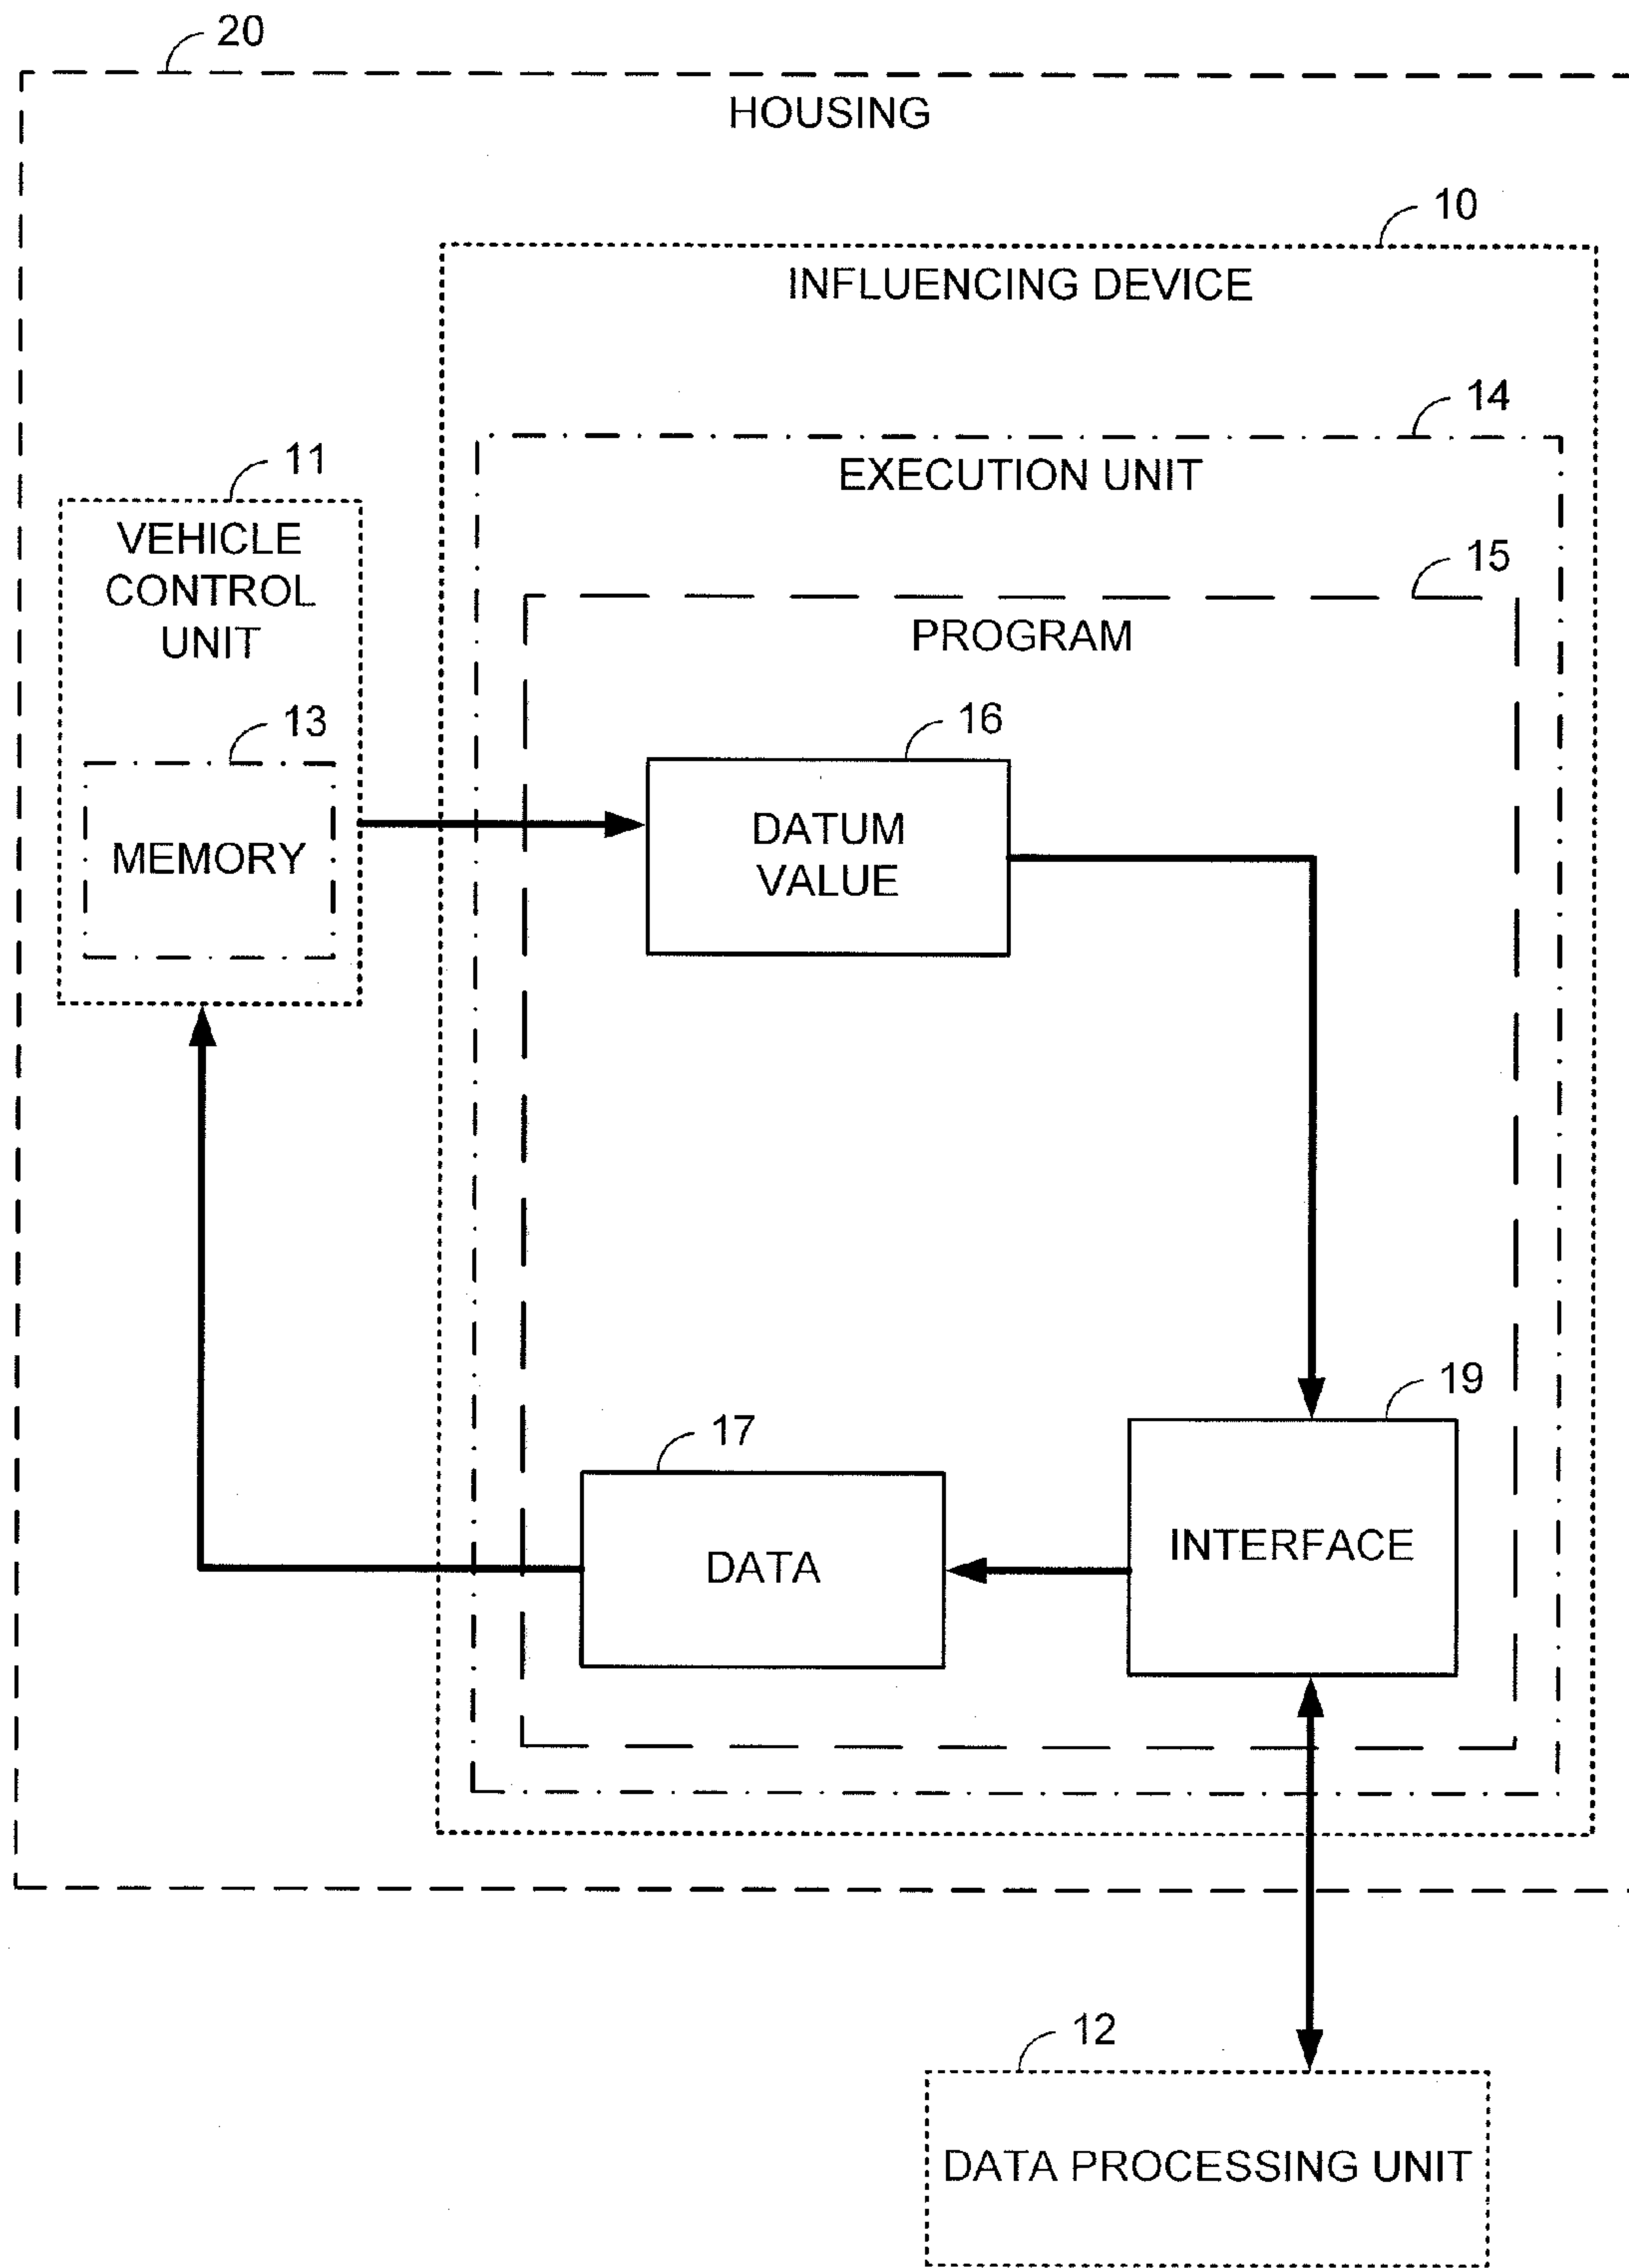 20
HOUSING
10
INFLUENCING DEVICE
14
EXECUTION UNIT
11
VEHICLE
CONTROL
UNIT
15
PROGRAM
13
MEMORY
16
DATUM
VALUE
19
INTERFACE
17
DATA
12
DATA PROCESSING UNIT